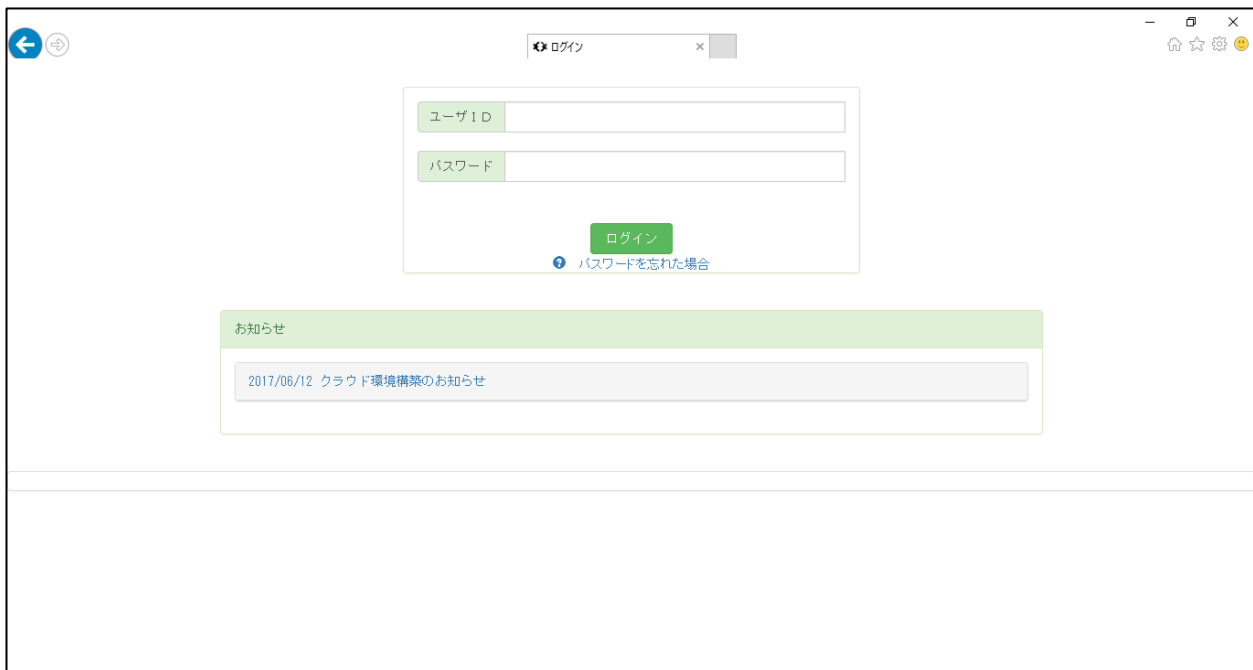 ログイン
ユーザＩＤ
パスワード
ログイン
パスワードを忘れた場合
お知らせ
2017/06/12 クラウド環境構築のお知らせ